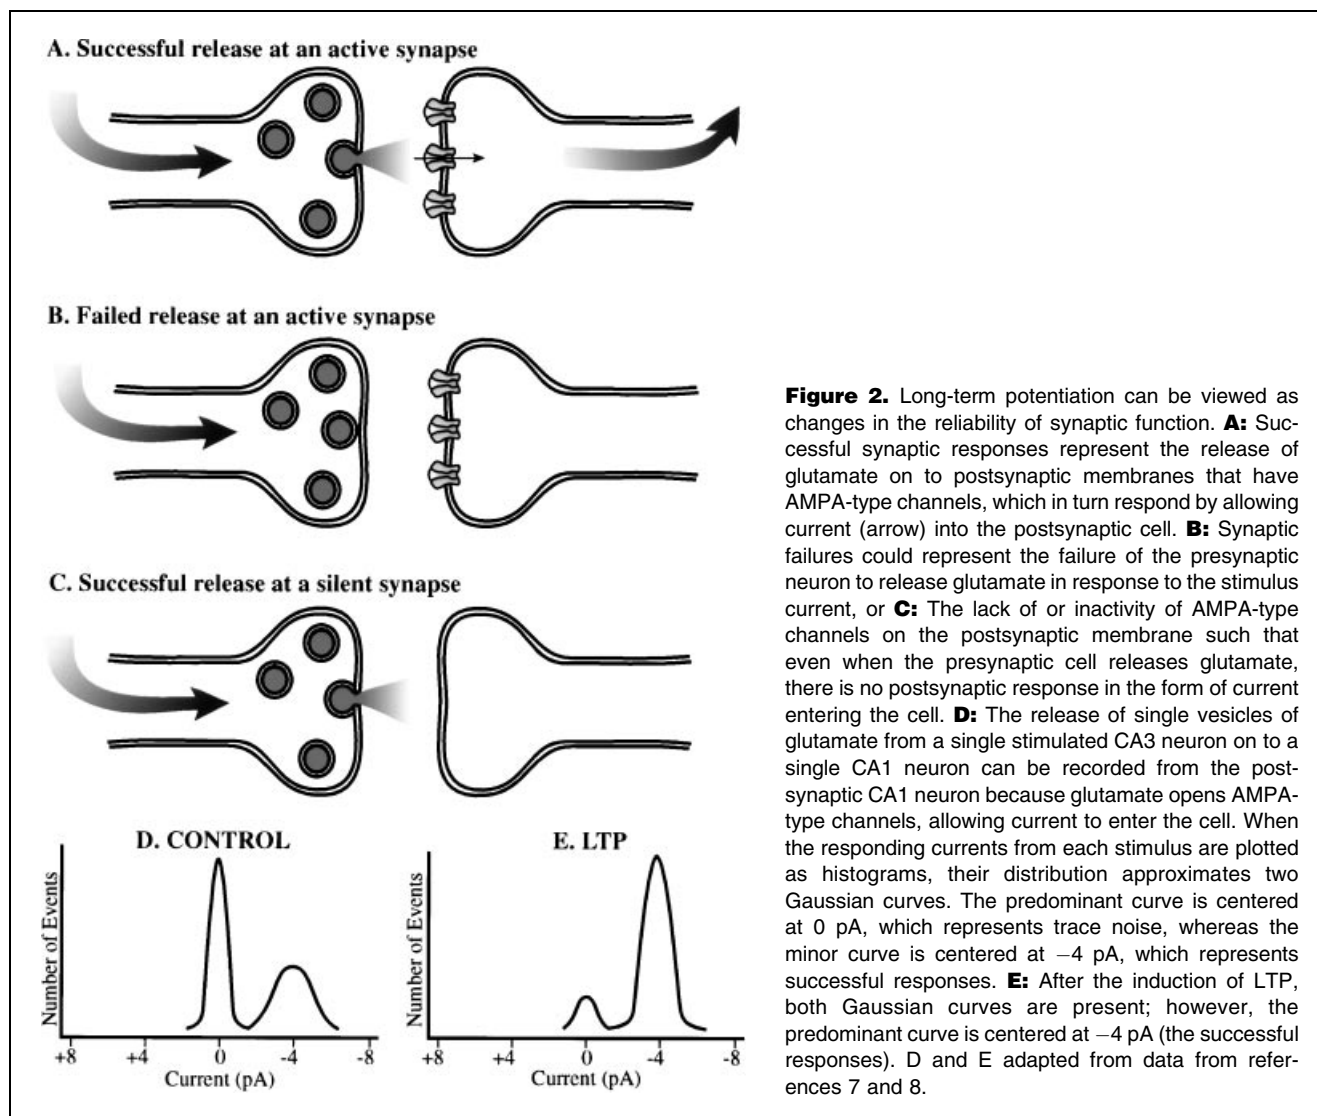 A. Successful release at an active synapse
B. Failed release at an active synapse
C. Successful release at a silent synapse
D. CONTROL
Number of Events
+8 +4 0 -4 -8
Current (pA)
E. LTP
Number of Events
+8 +4 0 -4 -8
Current (pA)
Figure 2. Long-term potentiation can be viewed as
changes in the reliability of synaptic function. A: Suc-
cessful synaptic responses represent the release of
glutamate on to postsynaptic membranes that have
AMPA-type channels, which in turn respond by allowing
current (arrow) into the postsynaptic cell. B: Synaptic
failures could represent the failure of the presynaptic
neuron to release glutamate in response to the stimulus
current, or C: The lack of or inactivity of AMPA-type
channels on the postsynaptic membrane such that
even when the presynaptic cell releases glutamate,
there is no postsynaptic response in the form of current
entering the cell. D: The release of single vesicles of
glutamate from a single stimulated CA3 neuron on to a
single CA1 neuron can be recorded from the post-
synaptic CA1 neuron because glutamate opens AMPA-
type channels, allowing current to enter the cell. When
the responding currents from each stimulus are plotted
as histograms, their distribution approximates two
Gaussian curves. The predominant curve is centered
at 0 pA, which represents trace noise, whereas the
minor curve is centered at −4 pA, which represents
successful responses. E: After the induction of LTP,
both Gaussian curves are present; however, the
predominant curve is centered at −4 pA (the successful
responses). D and E adapted from data from refer-
ences 7 and 8.